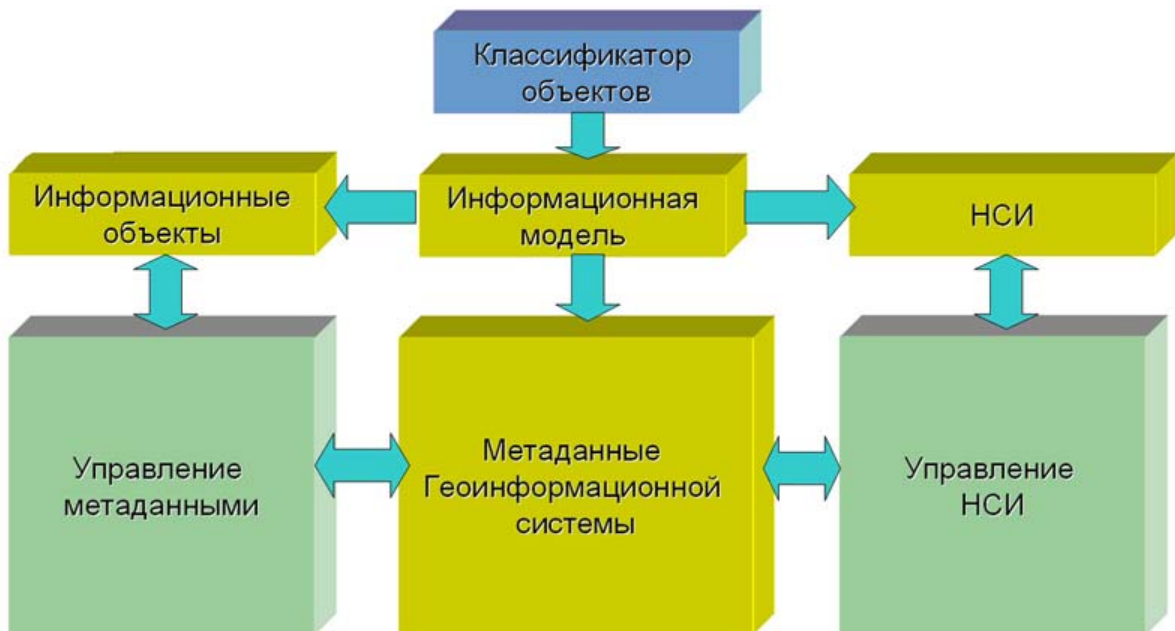 Классификатор
объектов
Информационные
объекты
Информационная
модель
НСИ
Управление
метаданными
Метаданные
Геоинформационной
системы
Управление
НСИ